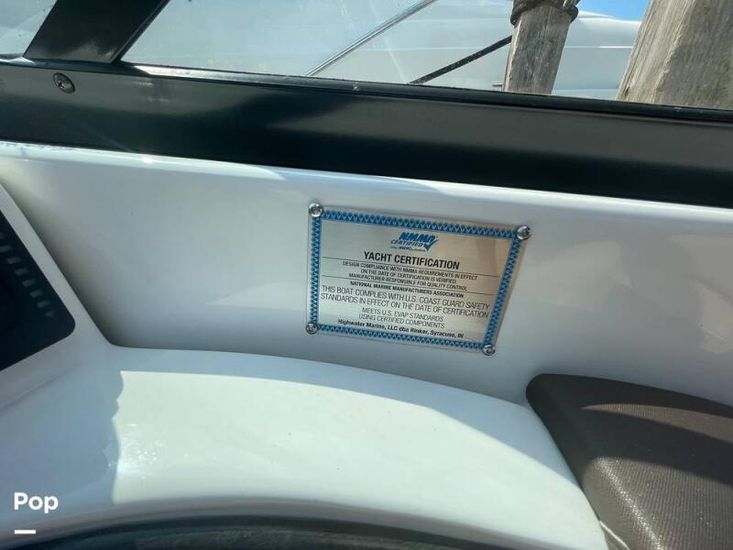 NMMA
CERTIFIED
YACHT CERTIFICATION
DESIGN COMPLIANCE WITH NMMA REQUIREMENTS IN EFFECT
ON THE DATE OF CERTIFICATION IS VERIFIED.
MANUFACTURER RESPONSIBLE FOR QUALITY CONTROL
NATIONAL MARINE MANUFACTURERS ASSOCIATION
THIS BOAT COMPLIES WITH U.S. COAST GUARD SAFETY
STANDARDS IN EFFECT ON THE DATE OF CERTIFICATION
MEETS U.S. EVAP STANDARDS
USING CERTIFIED COMPONENTS
Highwater Marine, LLC dba Rinker, Syracuse, IN
Pop